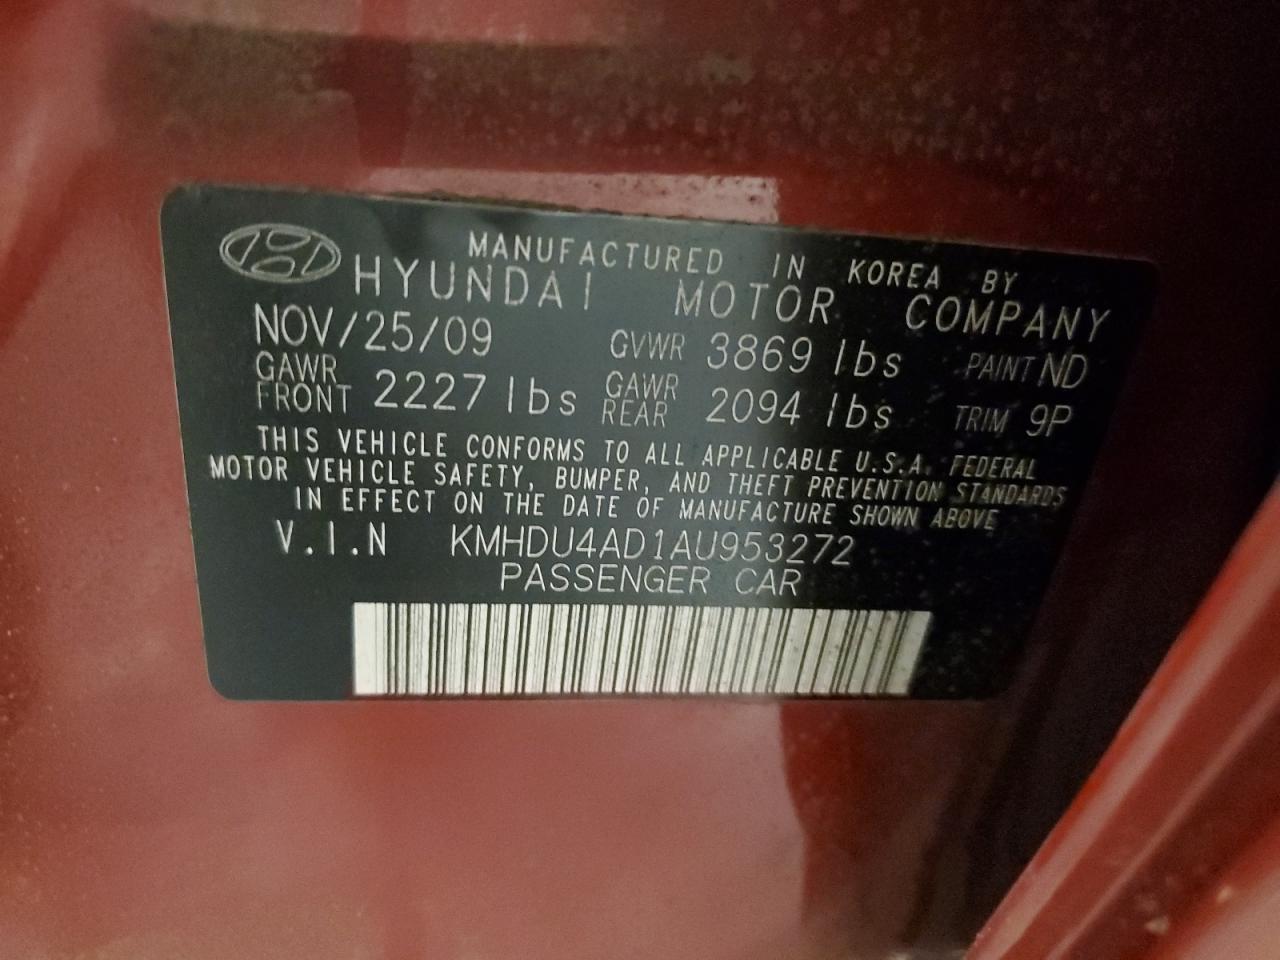 MANUFACTURED IN KOREA BY
HYUNDAI MOTOR COMPANY
NOV/25/09 GVWR 3869 lbs PAINT ND
GAWR FRONT 2227 lbs GAWR REAR 2094 lbs TRIM 9P
THIS VEHICLE CONFORMS TO ALL APPLICABLE U.S.A. FEDERAL
MOTOR VEHICLE SAFETY, BUMPER, AND THEFT PREVENTION STANDARDS
IN EFFECT ON THE DATE OF MANUFACTURE SHOWN ABOVE
V.I.N KMHDU4AD1AU953272
PASSENGER CAR